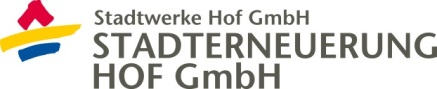 Stadtwerke Hof GmbH
STADTERNEUERUNG
HOF GmbH